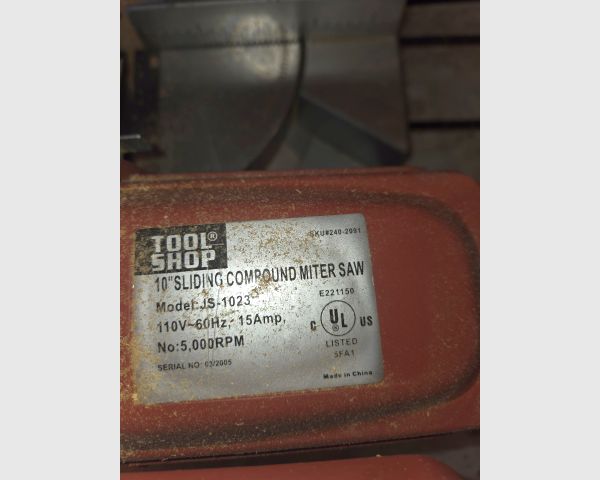 TOOL®
SHOP
SKU#240-2091
10"SLIDING COMPOUND MITER SAW
Model:JS-1023
E221150
110V~60Hz, 15Amp,
C UL US
No:5,000RPM
LISTED
5FA1
SERIAL NO: 03/2005
Made in China